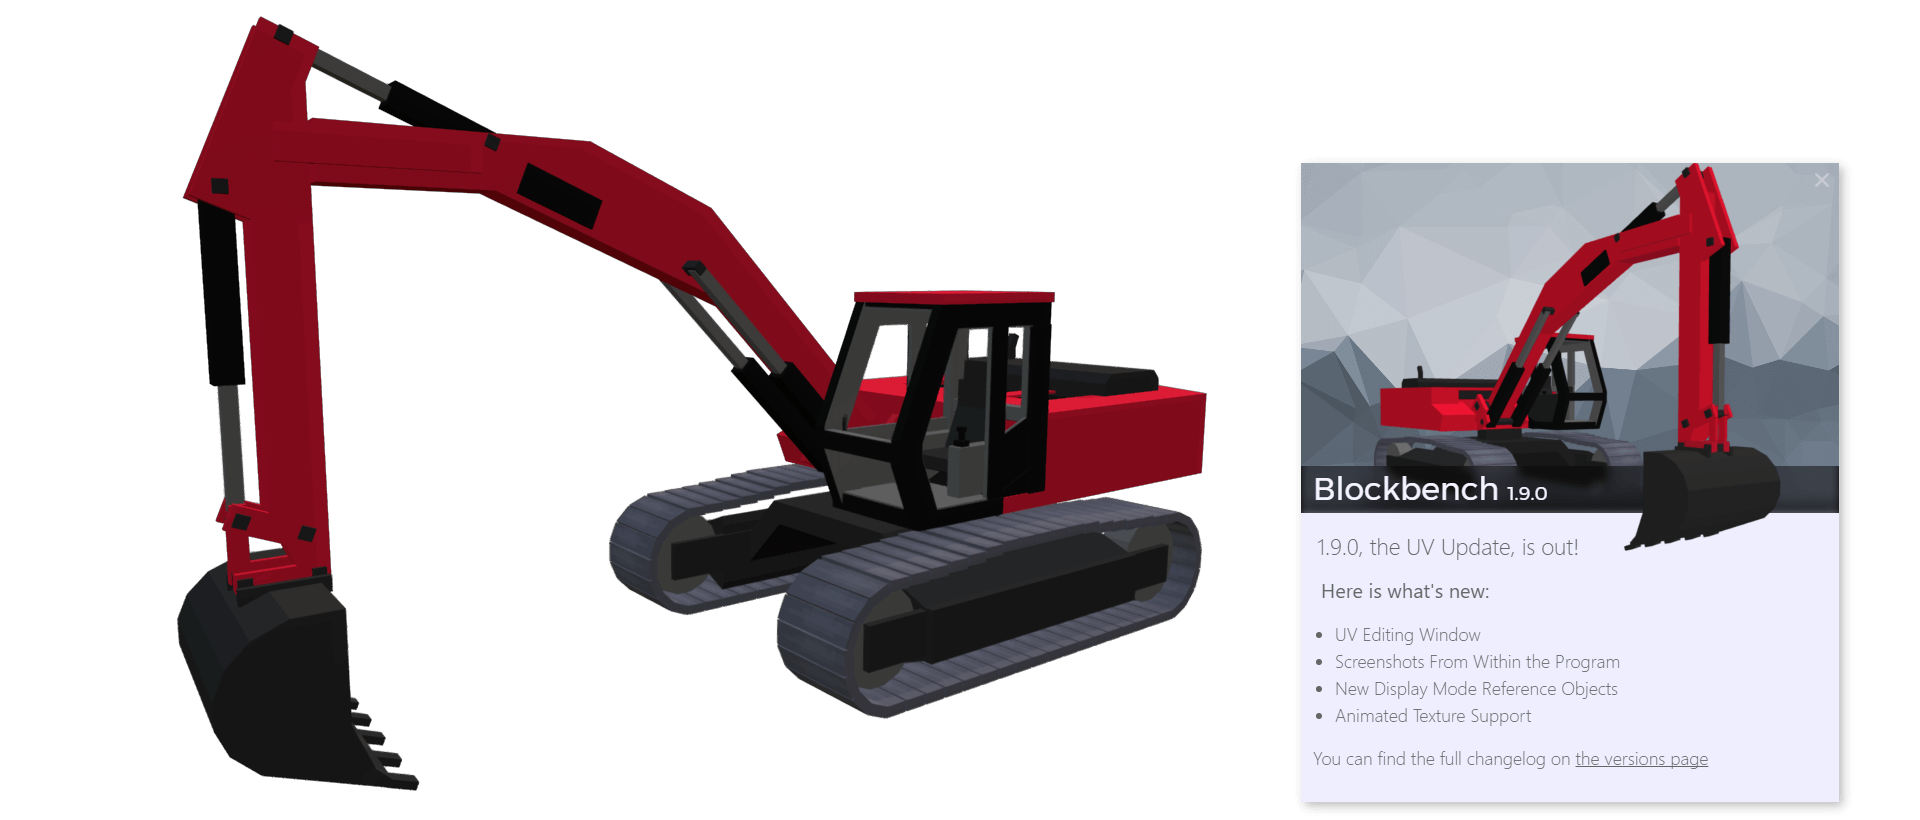 Blockbench 1.9.0
1.9.0, the UV Update, is out!
Here is what's new:
UV Editing Window
Screenshots From Within the Program
New Display Mode Reference Objects
Animated Texture Support
You can find the full changelog on the versions page